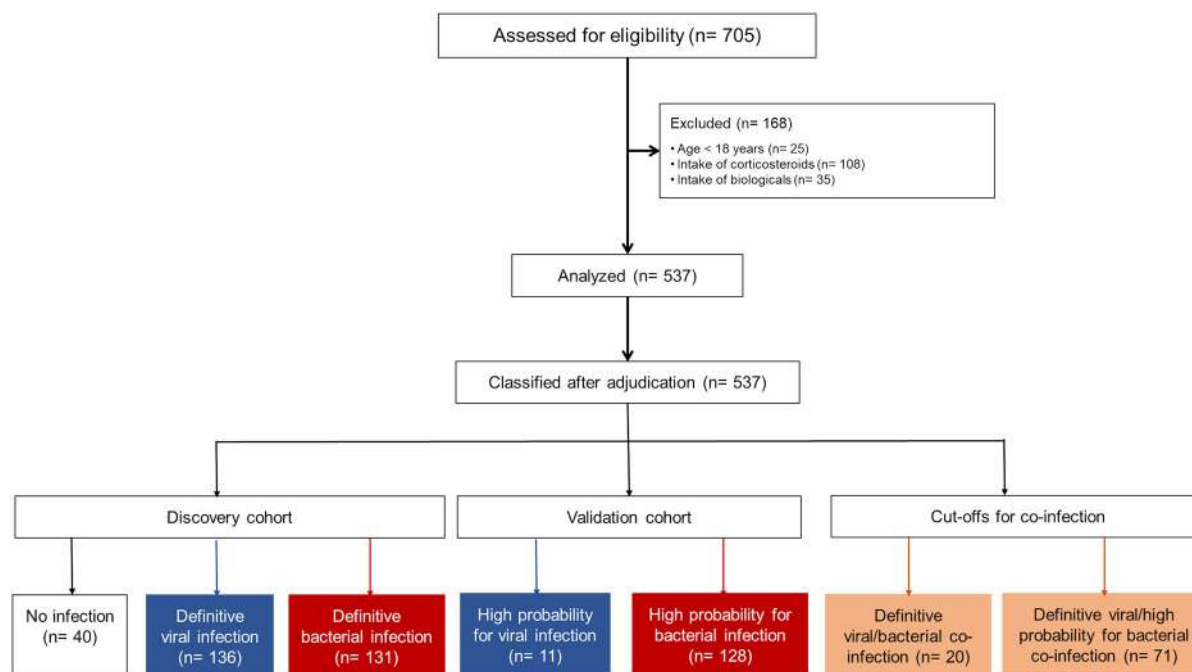 Assessed for eligibility (n= 705)
Excluded (n= 168)
• Age < 18 years (n= 25)
• Intake of corticosteroids (n= 108)
• Intake of biologicals (n= 35)
Analyzed (n= 537)
Classified after adjudication (n= 537)
Discovery cohort
Validation cohort
Cut-offs for co-infection
No infection
(n= 40)
Definitive
viral infection
(n= 136)
Definitive
bacterial infection
(n= 131)
High probability
for viral infection
(n= 11)
High probability for
bacterial infection
(n= 128)
Definitive
viral/bacterial co-
infection (n= 20)
Definitive viral/high
probability for bacterial
co-infection (n= 71)